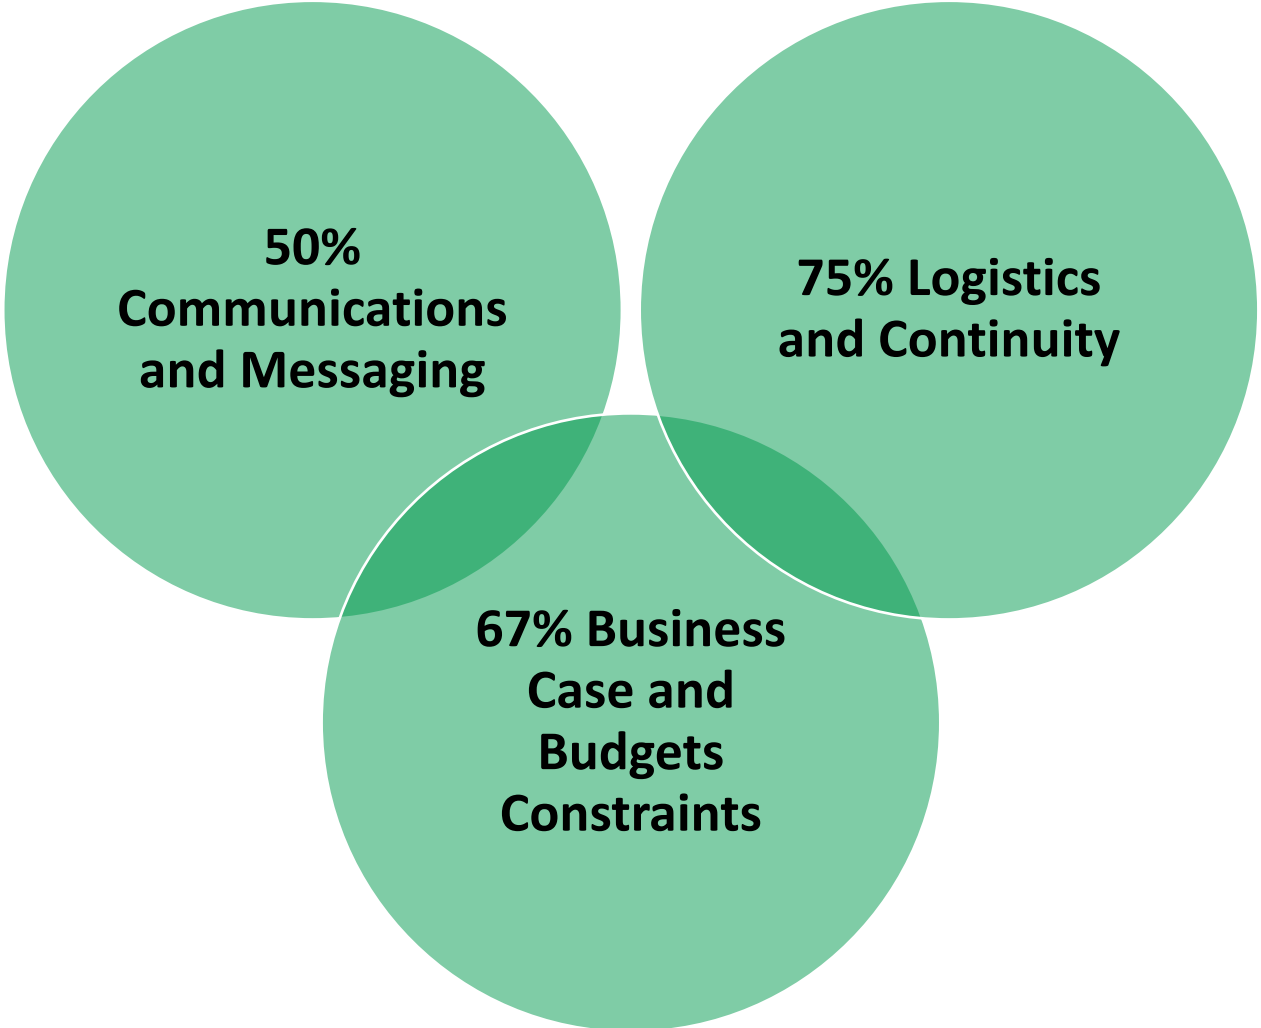 50%
Communications
and Messaging
75% Logistics
and Continuity
67% Business
Case and
Budgets
Constraints